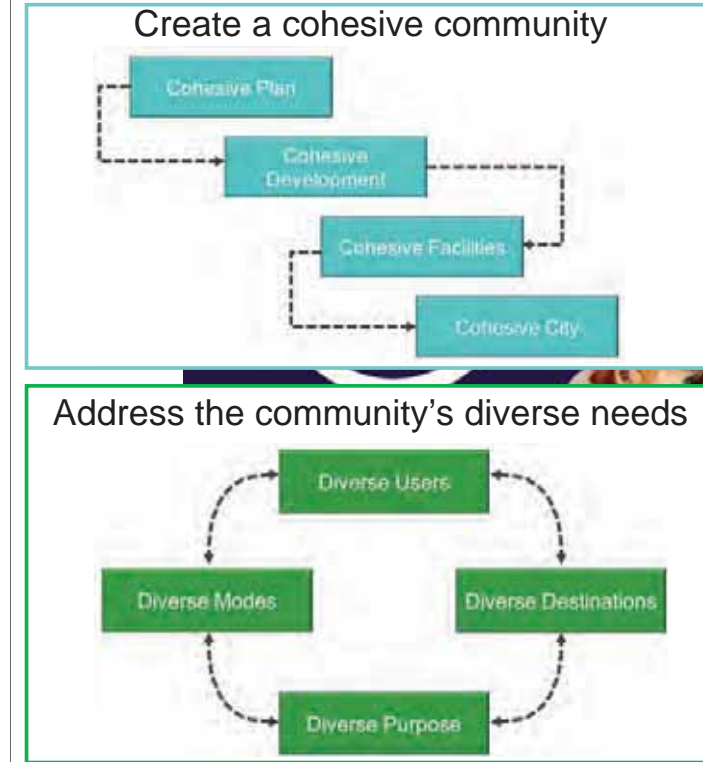 Create a cohesive community
Cohesive Plan
Cohesive
Development
Cohesive Facilities
Cohesive City
Address the community’s diverse needs
Diverse Users
Diverse Modes
Diverse Destinations
Diverse Purpose